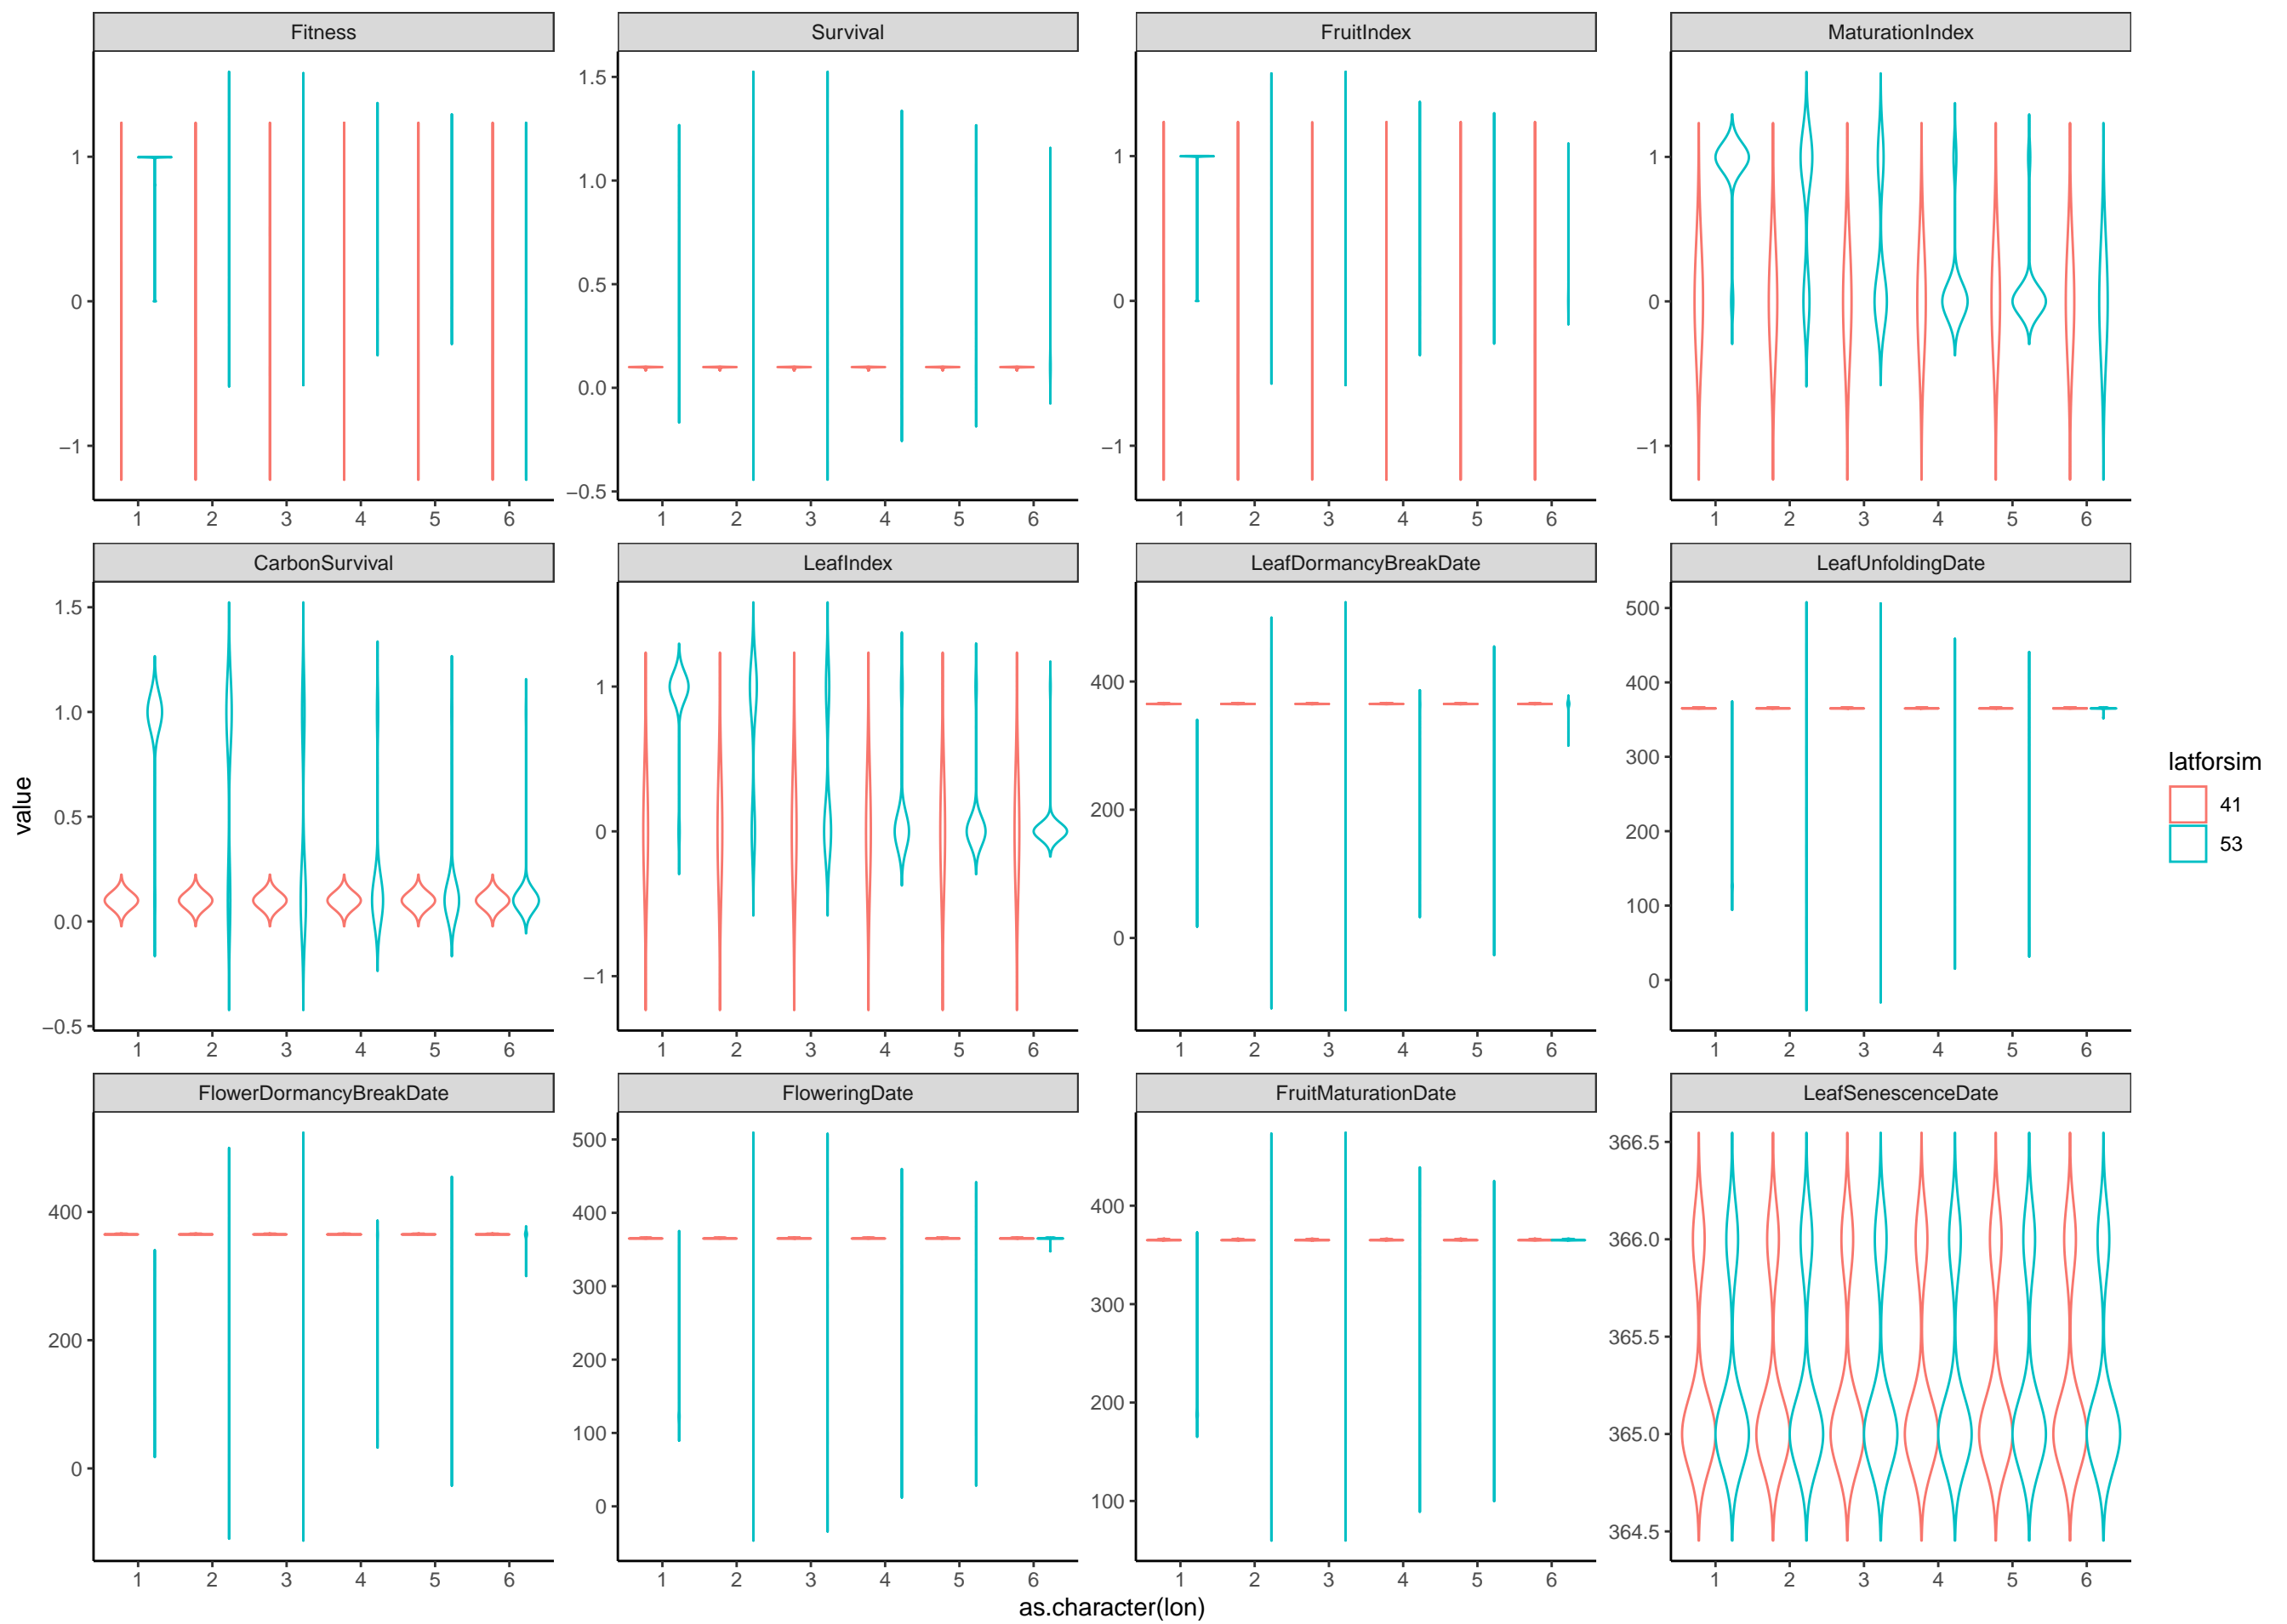 Fitness Survival FruitIndex MaturationIndex
1 0 −1
1.5 1.0 0.5 0.0 −0.5
1 0 −1
1 0 −1
1 2 3 4 5 6 1 2 3 4 5 6 1 2 3 4 5 6 1 2 3 4 5 6
CarbonSurvival LeafIndex LeafDormancyBreakDate LeafUnfoldingDate
1.5 1.0 0.5 0.0 −0.5
1 0 −1
400 200 0
500 400 300 200 100 0
1 2 3 4 5 6 1 2 3 4 5 6 1 2 3 4 5 6 1 2 3 4 5 6
FlowerDormancyBreakDate FloweringDate FruitMaturationDate LeafSenescenceDate
400 200 0
500 400 300 200 100 0
400 300 200 100
366.5 366.0 365.5 365.0 364.5
1 2 3 4 5 6 1 2 3 4 5 6 1 2 3 4 5 6 1 2 3 4 5 6
value
as.character(lon)
latforsim
41
53